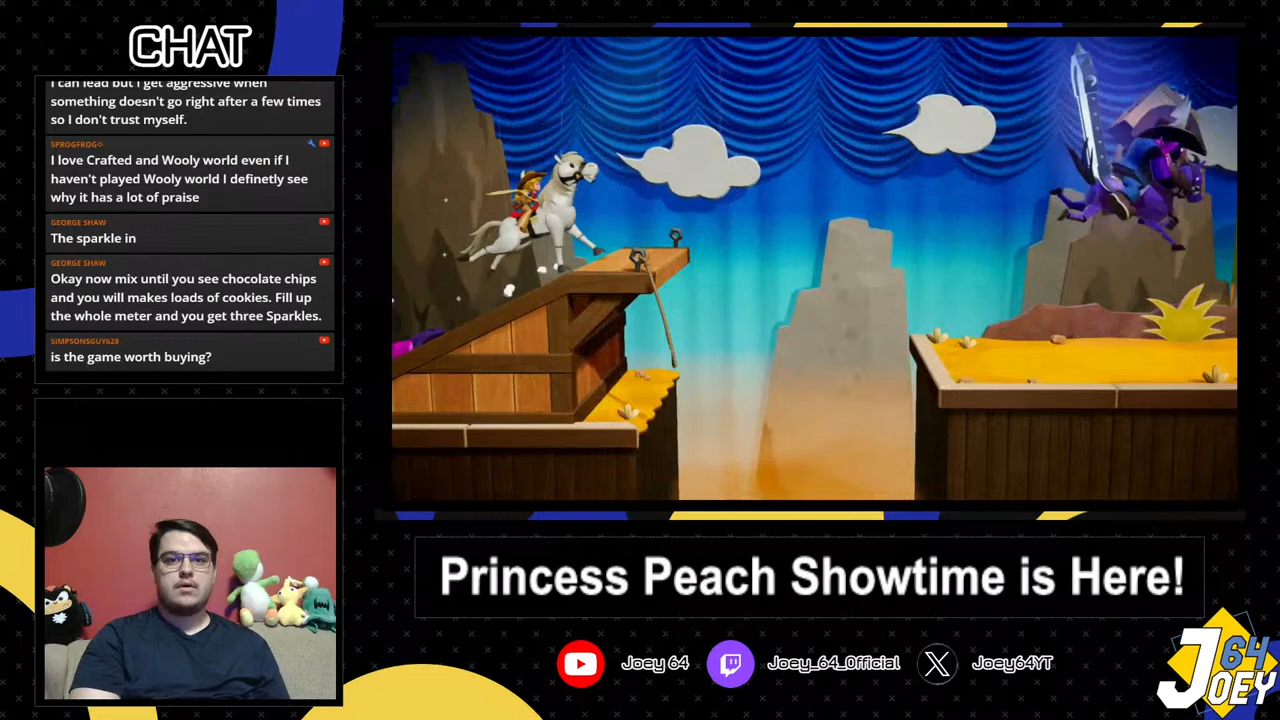 CHAT
I can lead but I get aggressive when
something doesn't go right after a few times
so I don't trust myself.
SPROGFROG
I love Crafted and Wooly world even if I
haven't played Wooly world I definetly see
why it has a lot of praise
GEORGE SHAW
The sparkle in
GEORGE SHAW
Okay now mix until you see chocolate chips
and you will makes loads of cookies. Fill up
the whole meter and you get three Sparkles.
SIMPSONSGUY628
is the game worth buying?
Princess Peach Showtime is Here!
Joey 64
Joey_64_Official
Joey64YT
64
JOEY